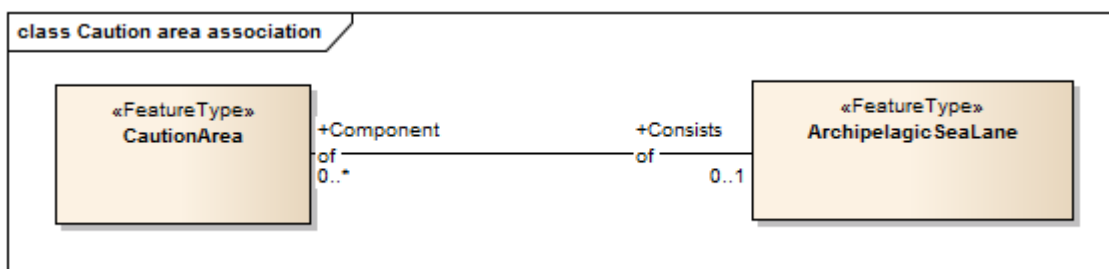 class Caution area association
«FeatureType»
CautionArea
+Component
of
0..*
+Consists
of
0..1
«FeatureType»
ArchipelagicSeaLane